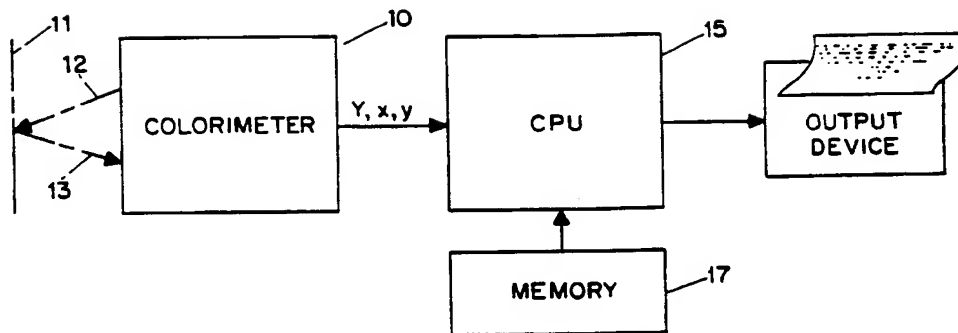 11
10
15
12
COLORIMETER
Y, x, y
CPU
OUTPUT
DEVICE
13
MEMORY
17